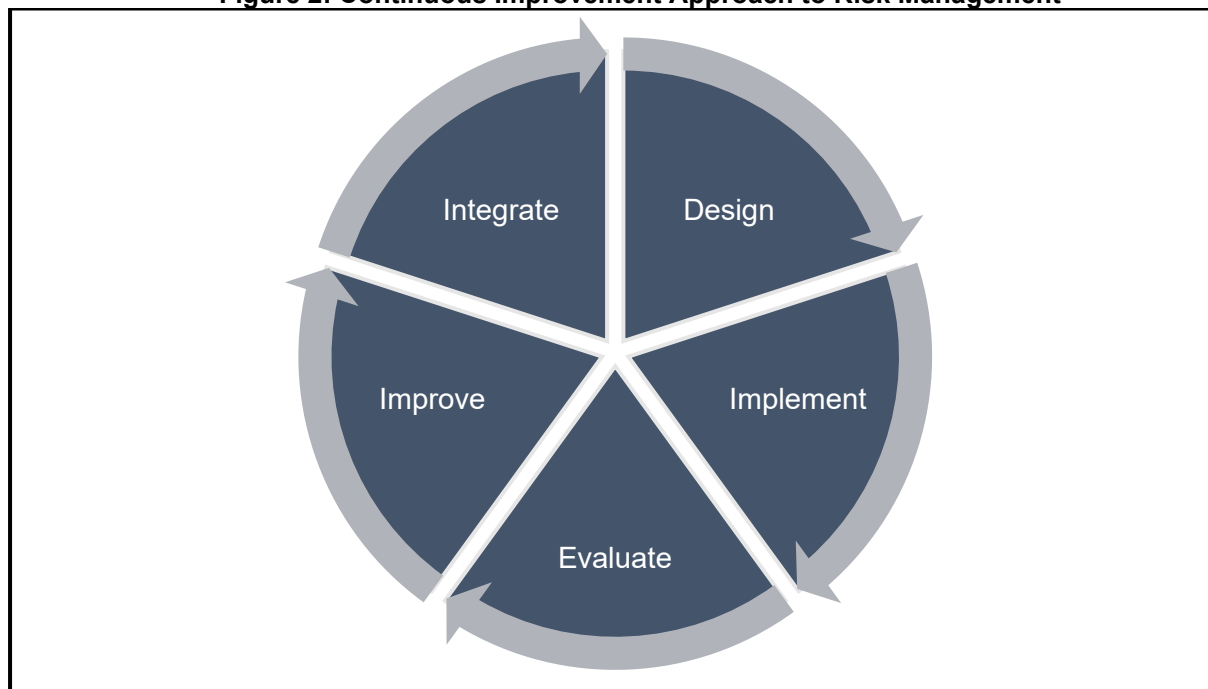 Figure 2: Continuous Improvement Approach to Risk Management
Integrate
Design
Improve
Implement
Evaluate